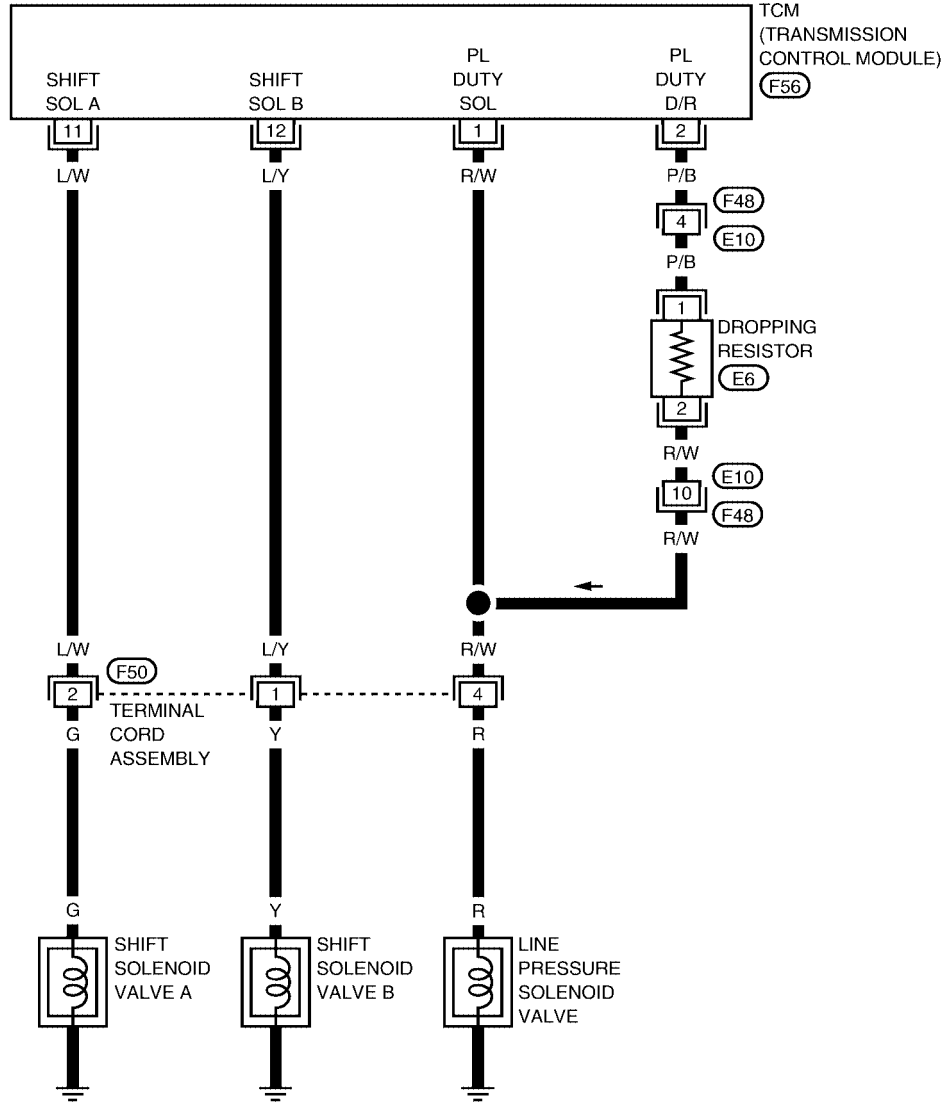 TCM
(TRANSMISSION
CONTROL MODULE)
F56
SHIFT
SOL A
SHIFT
SOL B
PL
DUTY
SOL
PL
DUTY
D/R
11
12
1
2
L/W
L/Y
R/W
P/B
F48
4
E10
P/B
1
DROPPING
RESISTOR
E6
2
R/W
E10
10
F48
R/W
L/W
L/Y
R/W
F50
2
1
4
TERMINAL
CORD
ASSEMBLY
G
Y
R
G
Y
R
SHIFT
SOLENOID
VALVE A
SHIFT
SOLENOID
VALVE B
LINE
PRESSURE
SOLENOID
VALVE